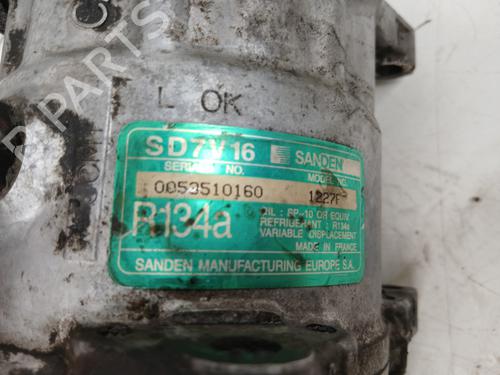 L OK
SD7V16 SANDEN
SERIAL NO. MODEL NO.
0053510160 1227F
R134a
OIL : SP-10 OR EQUIV.
REFRIGERANT : R134a
VARIABLE DISPLACEMENT
MADE IN FRANCE
SANDEN MANUFACTURING EUROPE S.A.